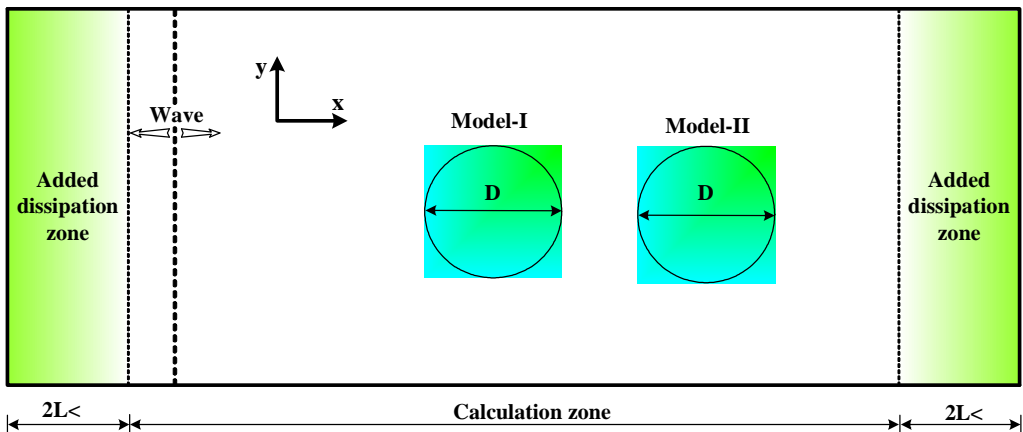 y
x
Wave
Model-I
Model-II
D
D
Added
dissipation
zone
Added
dissipation
zone
2L<
Calculation zone
2L<